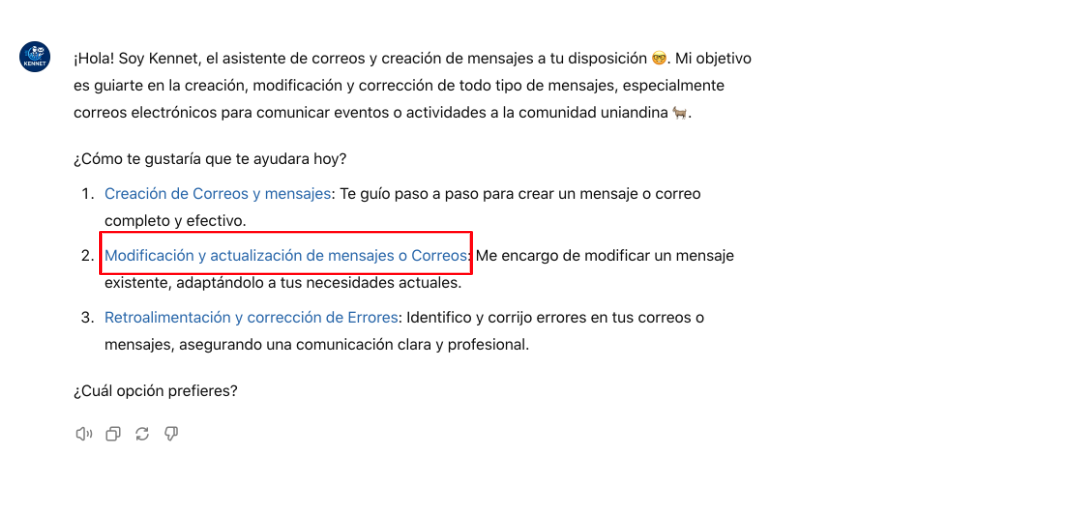 KENNET
¡Hola! Soy Kennet, el asistente de correos y creación de mensajes a tu disposición 🤓. Mi objetivo
es guiarte en la creación, modificación y corrección de todo tipo de mensajes, especialmente
correos electrónicos para comunicar eventos o actividades a la comunidad uniandina 🐐.
¿Cómo te gustaría que te ayudara hoy?
1. Creación de Correos y mensajes: Te guío paso a paso para crear un mensaje o correo
completo y efectivo.
2. Modificación y actualización de mensajes o Correos: Me encargo de modificar un mensaje
existente, adaptándolo a tus necesidades actuales.
3. Retroalimentación y corrección de Errores: Identifico y corrijo errores en tus correos o
mensajes, asegurando una comunicación clara y profesional.
¿Cuál opción prefieres?